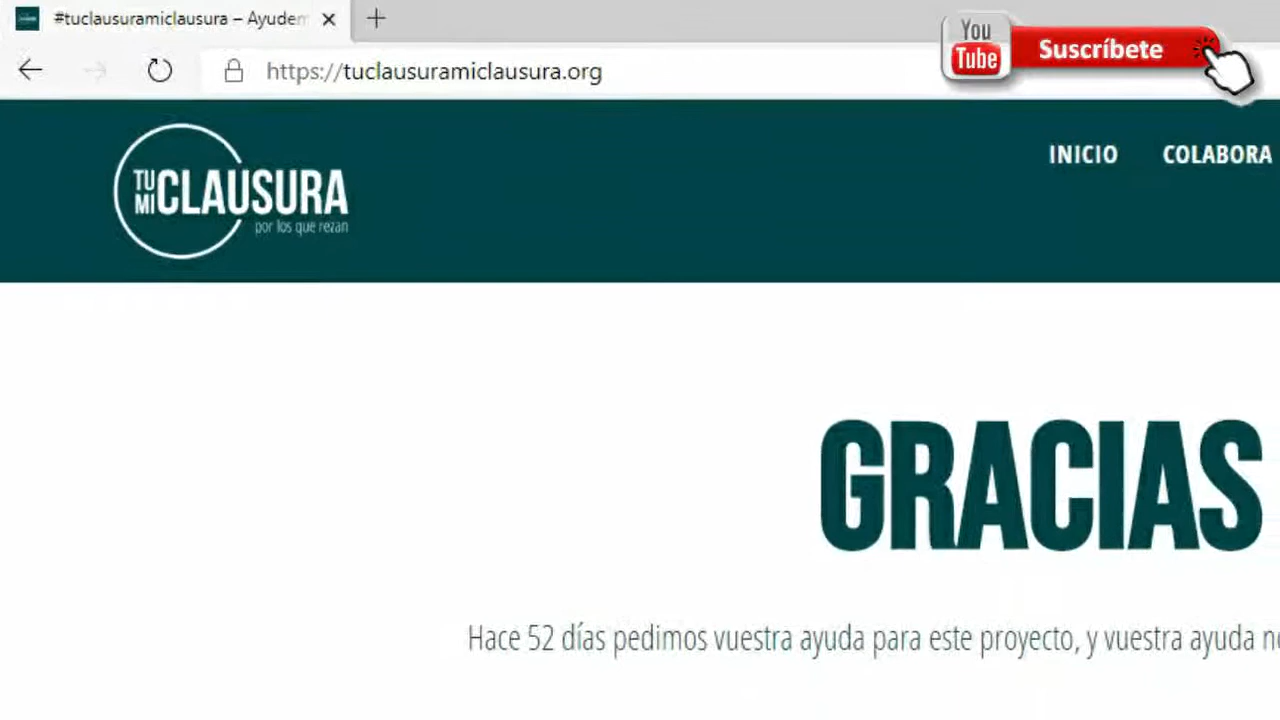 #tuclausuramiclausura – Ayudem
https://tuclausuramiclausura.org
You
Tube
Suscríbete
TU
MI
CLAUSURA
por los que rezan
INICIO COLABORA
GRACIAS
Hace 52 días pedimos vuestra ayuda para este proyecto, y vuestra ayuda